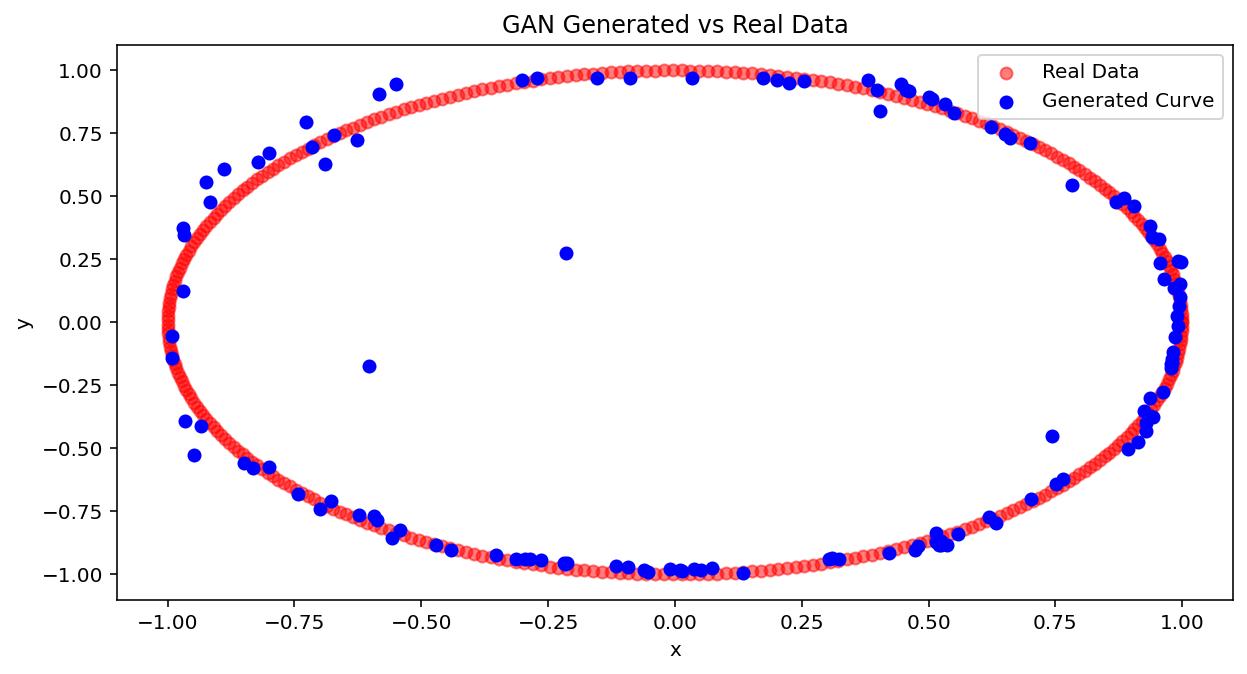 GAN Generated vs Real Data
Real Data
Generated Curve
y
1.00
0.75
0.50
0.25
0.00
−0.25
−0.50
−0.75
−1.00
−1.00 −0.75 −0.50 −0.25 0.00 0.25 0.50 0.75 1.00
x